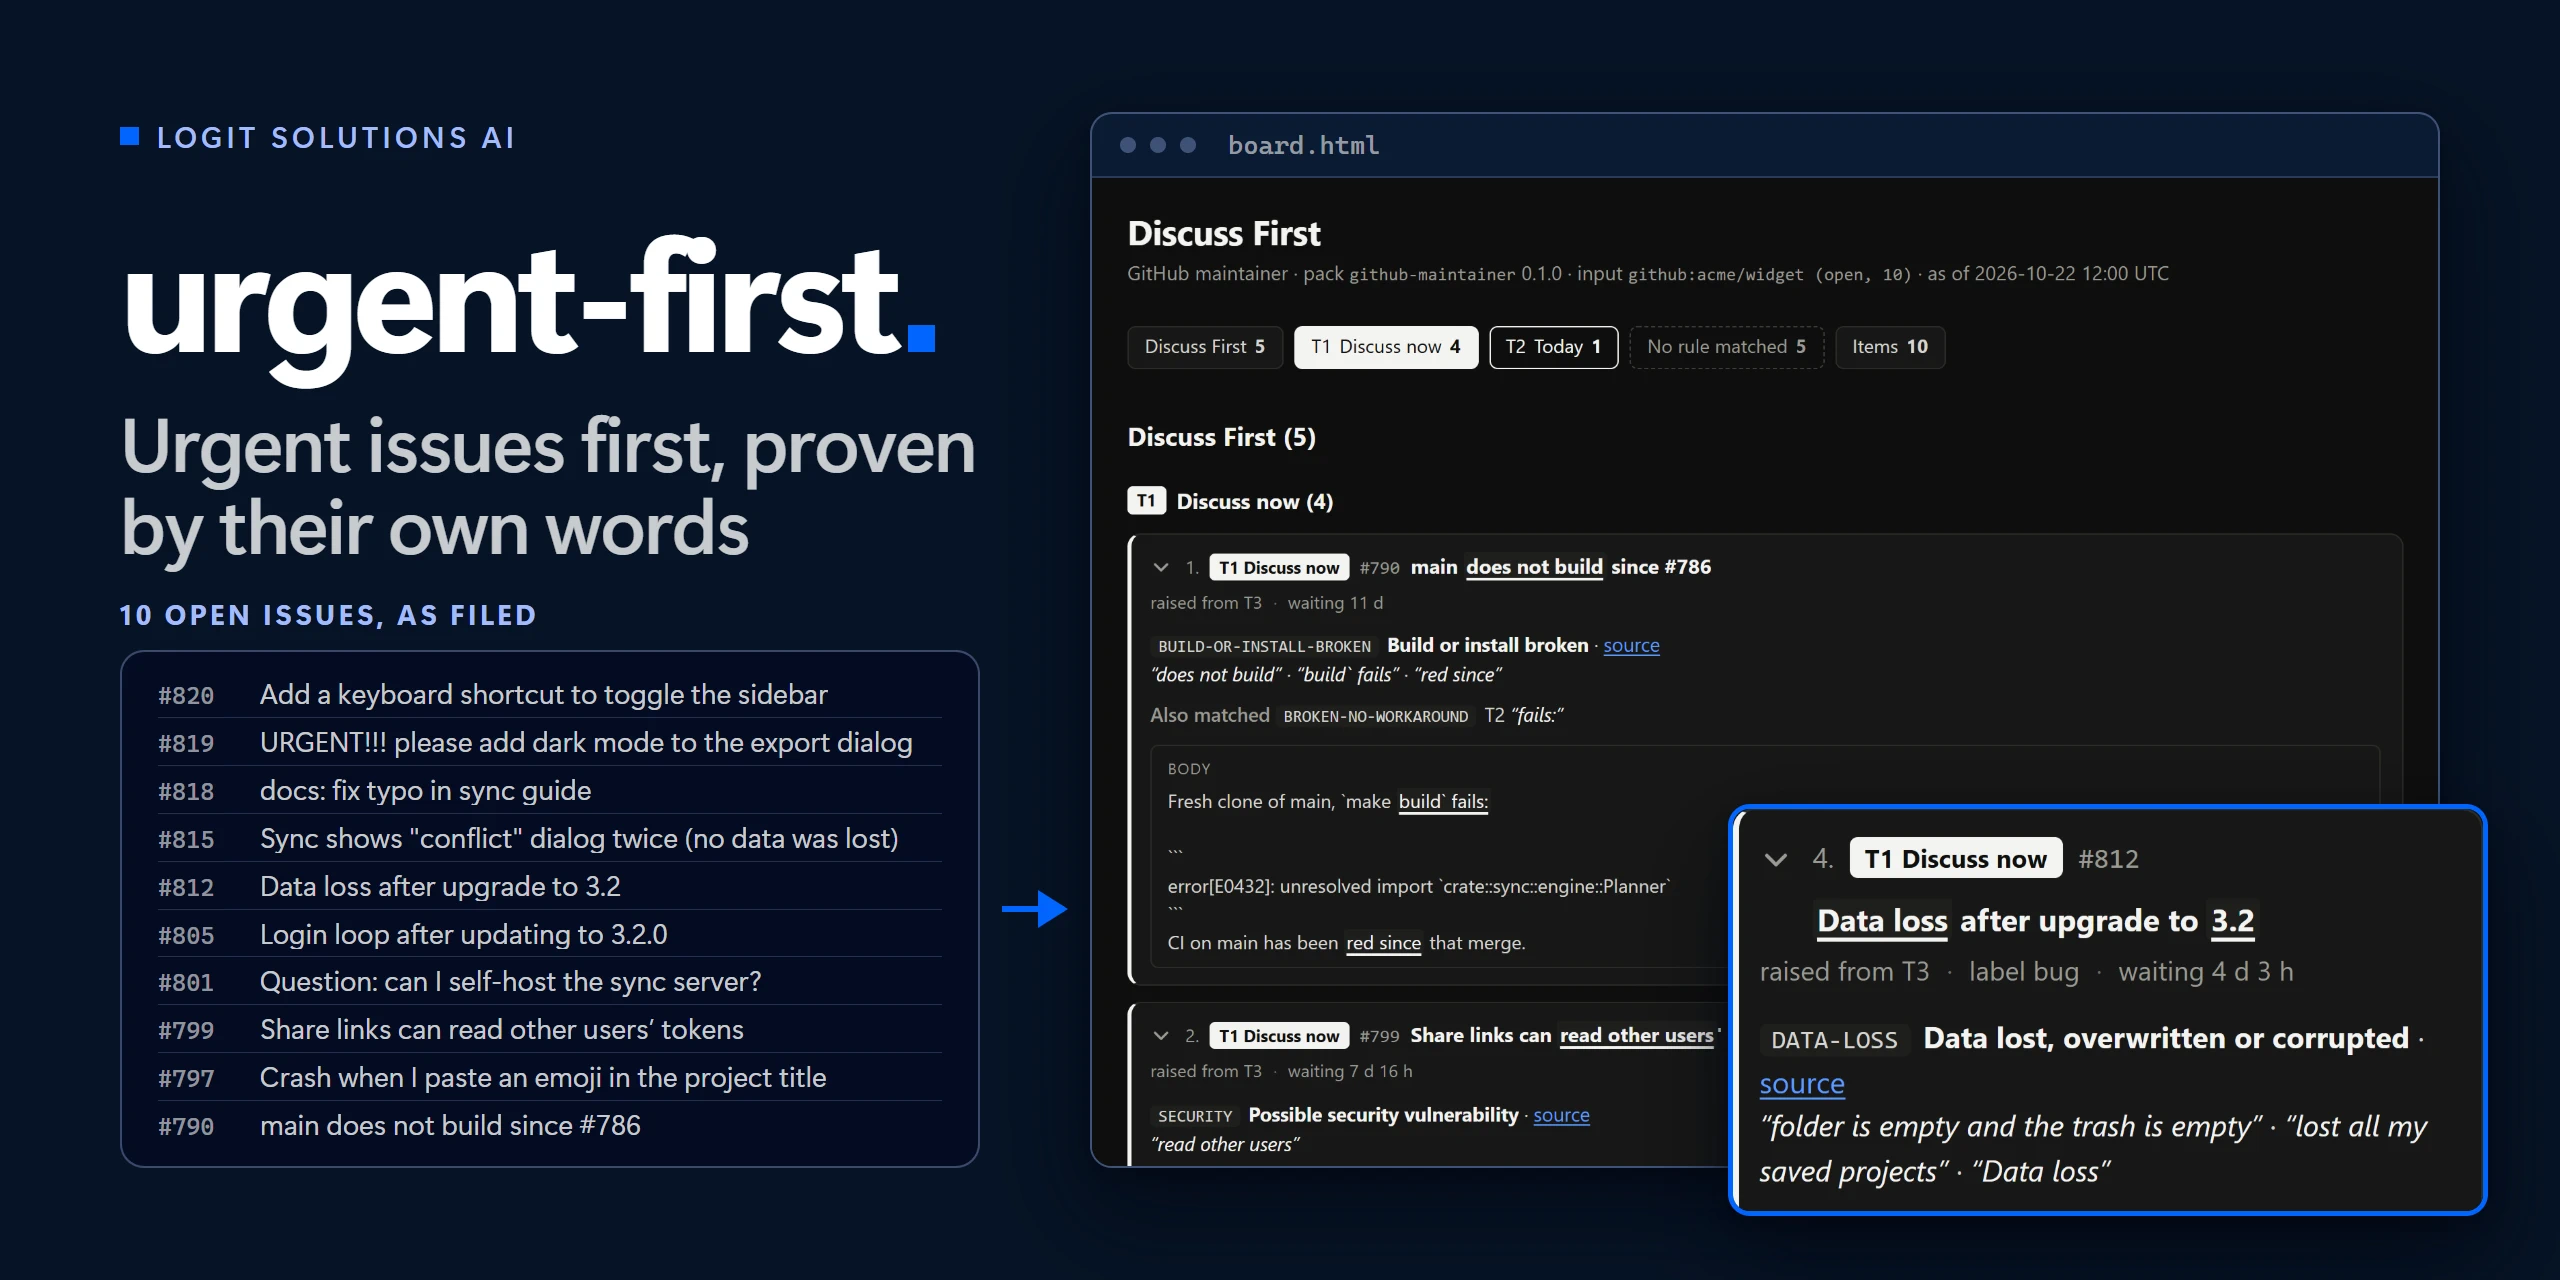 LOGIT SOLUTIONS AI
urgent-first.
Urgent issues first, proven
by their own words
10 OPEN ISSUES, AS FILED
#820 Add a keyboard shortcut to toggle the sidebar
#819 URGENT!!! please add dark mode to the export dialog
#818 docs: fix typo in sync guide
#815 Sync shows "conflict" dialog twice (no data was lost)
#812 Data loss after upgrade to 3.2
#805 Login loop after updating to 3.2.0
#801 Question: can I self-host the sync server?
#799 Share links can read other users’ tokens
#797 Crash when I paste an emoji in the project title
#790 main does not build since #786
board.html
Discuss First
GitHub maintainer · pack github-maintainer 0.1.0 · input github:acme/widget (open, 10) · as of 2026-10-22 12:00 UTC
Discuss First 5 T1 Discuss now 4 T2 Today 1 No rule matched 5 Items 10
Discuss First (5)
T1 Discuss now (4)
1. T1 Discuss now #790 main does not build since #786
raised from T3 · waiting 11 d
BUILD-OR-INSTALL-BROKEN Build or install broken · source
“does not build” · “build` fails” · “red since”
Also matched BROKEN-NO-WORKAROUND T2 “fails:”
BODY
Fresh clone of main, `make build` fails:
```
error[E0432]: unresolved import `crate::sync::engine::Planner`
```
CI on main has been red since that merge.
2. T1 Discuss now #799 Share links can read other users'
raised from T3 · waiting 7 d 16 h
SECURITY Possible security vulnerability · source
“read other users”
4. T1 Discuss now #812
Data loss after upgrade to 3.2
raised from T3 · label bug · waiting 4 d 3 h
DATA-LOSS Data lost, overwritten or corrupted ·
source
“folder is empty and the trash is empty” · “lost all my
saved projects” · “Data loss”